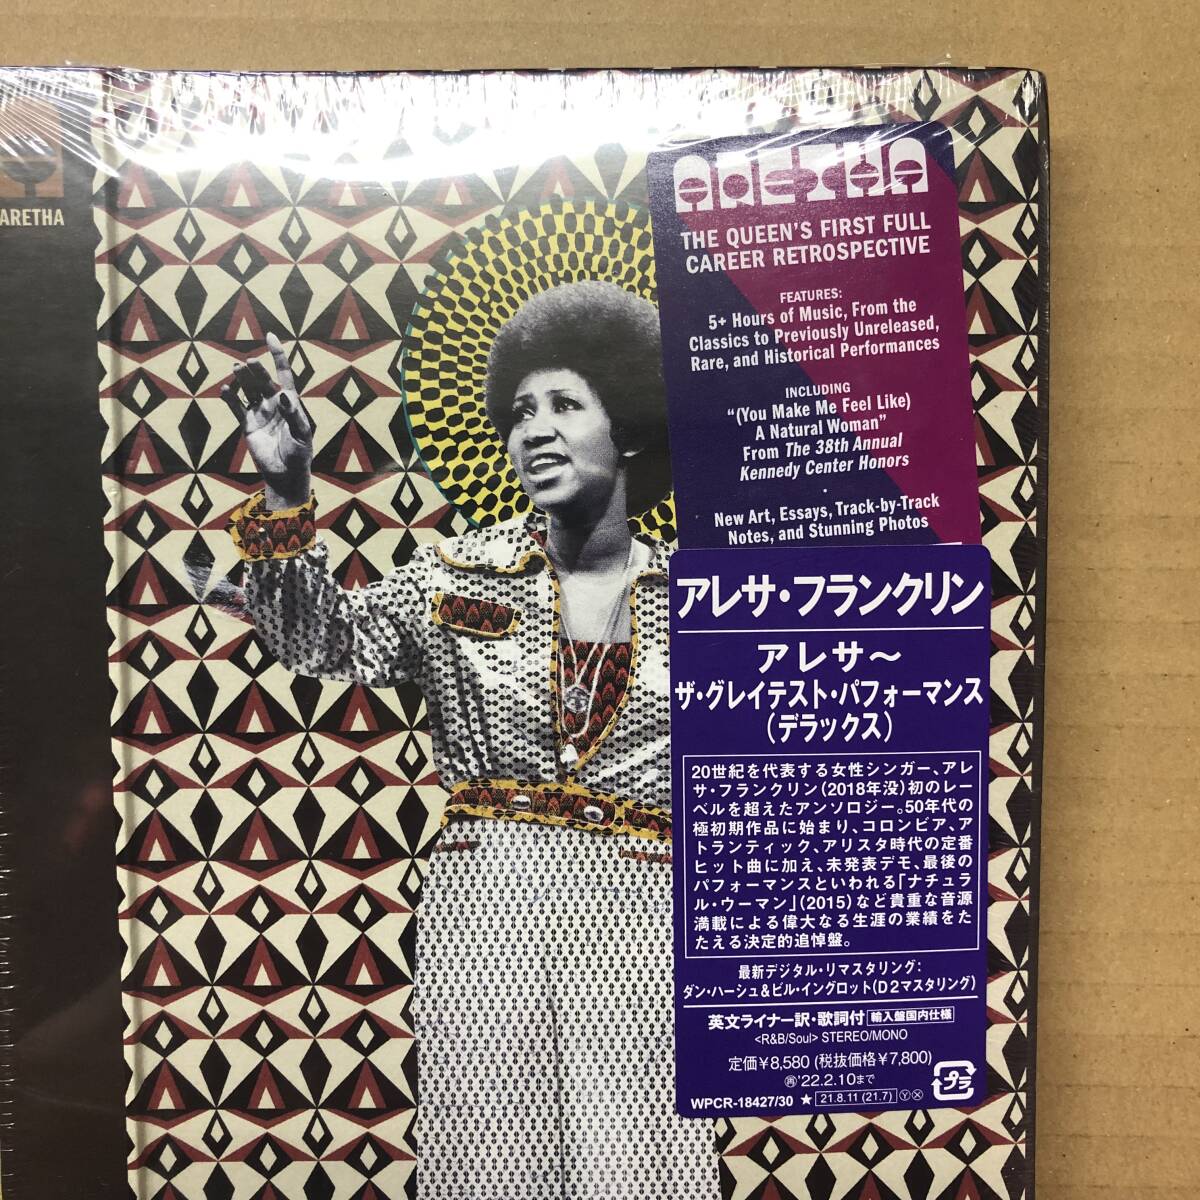 ARETHA
ARETHA
THE QUEEN'S FIRST FULL
CAREER RETROSPECTIVE
FEATURES:
5+ Hours of Music, From the
Classics to Previously Unreleased,
Rare, and Historical Performances
INCLUDING
“(You Make Me Feel Like)
A Natural Woman”
From The 38th Annual
Kennedy Center Honors
·
New Art, Essays, Track-by-Track
Notes, and Stunning Photos
アレサ・フランクリン
アレサ～
ザ・グレイテスト・パフォーマンス
(デラックス)
20世紀を代表する女性シンガー、アレ
サ・フランクリン(2018年没)初のレー
ベルを超えたアンソロジー。50年代の
極初期作品に始まり、コロンビア、ア
トランティック、アリスタ時代の定番
ヒット曲に加え、未発表デモ、最後の
パフォーマンスといわれる「ナチュラ
ル・ウーマン」(2015)など貴重な音源
満載による偉大なる生涯の業績をた
たえる決定的追悼盤。
最新デジタル・リマスタリング:
ダン・ハーシュ&ビル・イングロット(D2マスタリング)
英文ライナー訳・歌詞付 輸入盤国内仕様
<R&B/Soul> STEREO/MONO
定価¥8,580 (税抜価格¥7,800)
再'22.2.10まで
WPCR-18427/30 ★ 21.8.11 (21.7) Ⓨ Ⓧ
プラ